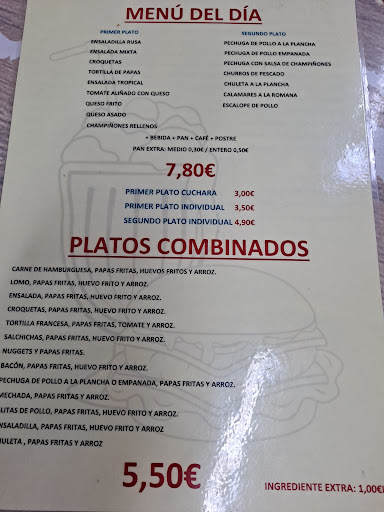 MENÚ DEL DÍA
PRIMER PLATO
ENSALADILLA RUSA
ENSALADA MIXTA
CROQUETAS
TORTILLA DE PAPAS
ENSALADA TROPICAL
TOMATE ALIÑADO CON QUESO
QUESO FRITO
QUESO ASADO
CHAMPIÑONES RELLENOS
SEGUNDO PLATO
PECHUGA DE POLLO A LA PLANCHA
PECHUGA DE POLLO EMPANADA
PECHUGA CON SALSA DE CHAMPIÑONES
CHURROS DE PESCADO
CHULETA A LA PLANCHA
CALAMARES A LA ROMANA
ESCALOPE DE POLLO
+ BEBIDA + PAN + CAFÉ + POSTRE
PAN EXTRA: MEDIO 0,30€ / ENTERO 0,50€
7,80€
PRIMER PLATO CUCHARA 3,00€
PRIMER PLATO INDIVIDUAL 3,50€
SEGUNDO PLATO INDIVIDUAL 4,90€
PLATOS COMBINADOS
CARNE DE HAMBURGUESA, PAPAS FRITAS, HUEVOS FRITOS Y ARROZ.
LOMO, PAPAS FRITAS, HUEVO FRITO Y ARROZ.
ENSALADA, PAPAS FRITAS, HUEVO FRITO Y ARROZ.
CROQUETAS, PAPAS FRITAS, HUEVO FRITO Y ARROZ.
TORTILLA FRANCESA, PAPAS FRITAS, TOMATE Y ARROZ.
SALCHICHAS, PAPAS FRITAS, HUEVO FRITO Y ARROZ.
NUGGETS Y PAPAS FRITAS.
BACÓN, PAPAS FRITAS, HUEVO FRITO Y ARROZ.
PECHUGA DE POLLO A LA PLANCHA O EMPANADA, PAPAS FRITAS Y ARROZ.
MECHADA, PAPAS FRITAS, HUEVO FRITO Y ARROZ.
LITAS DE POLLO, PAPAS FRITAS, HUEVO FRITO Y ARROZ.
NSALADILLA, PAPAS FRITAS, HUEVO FRITO Y ARROZ
HULETA , PAPAS FRITAS Y ARROZ
5,50€
INGREDIENTE EXTRA: 1,00€